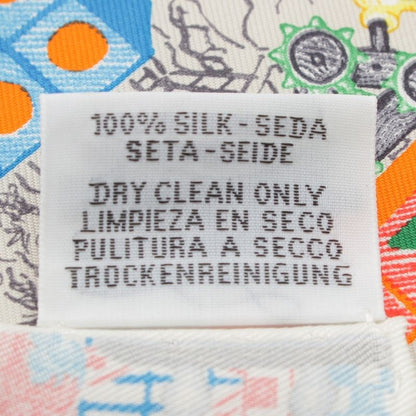 100% SILK-SEDA
SETA-SEIDE
DRY CLEAN ONLY
LIMPIEZA EN SECO
PULITURA A SECCO
TROCKENREINIGUNG